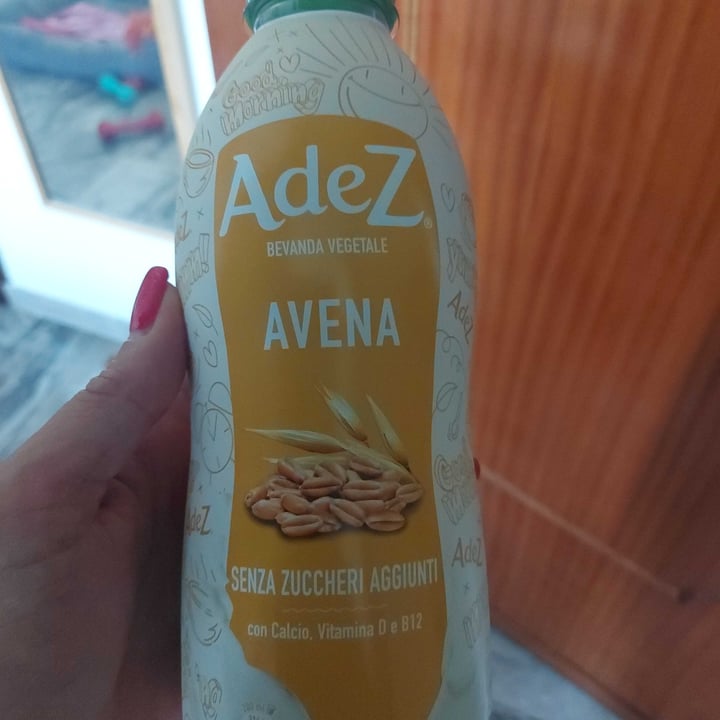 Good
morning
AdeZ®
BEVANDA VEGETALE
AVENA
AdeZ
AdeZ
AdeZ
SENZA ZUCCHERI AGGIUNTI
con Calcio, Vitamina D e B12